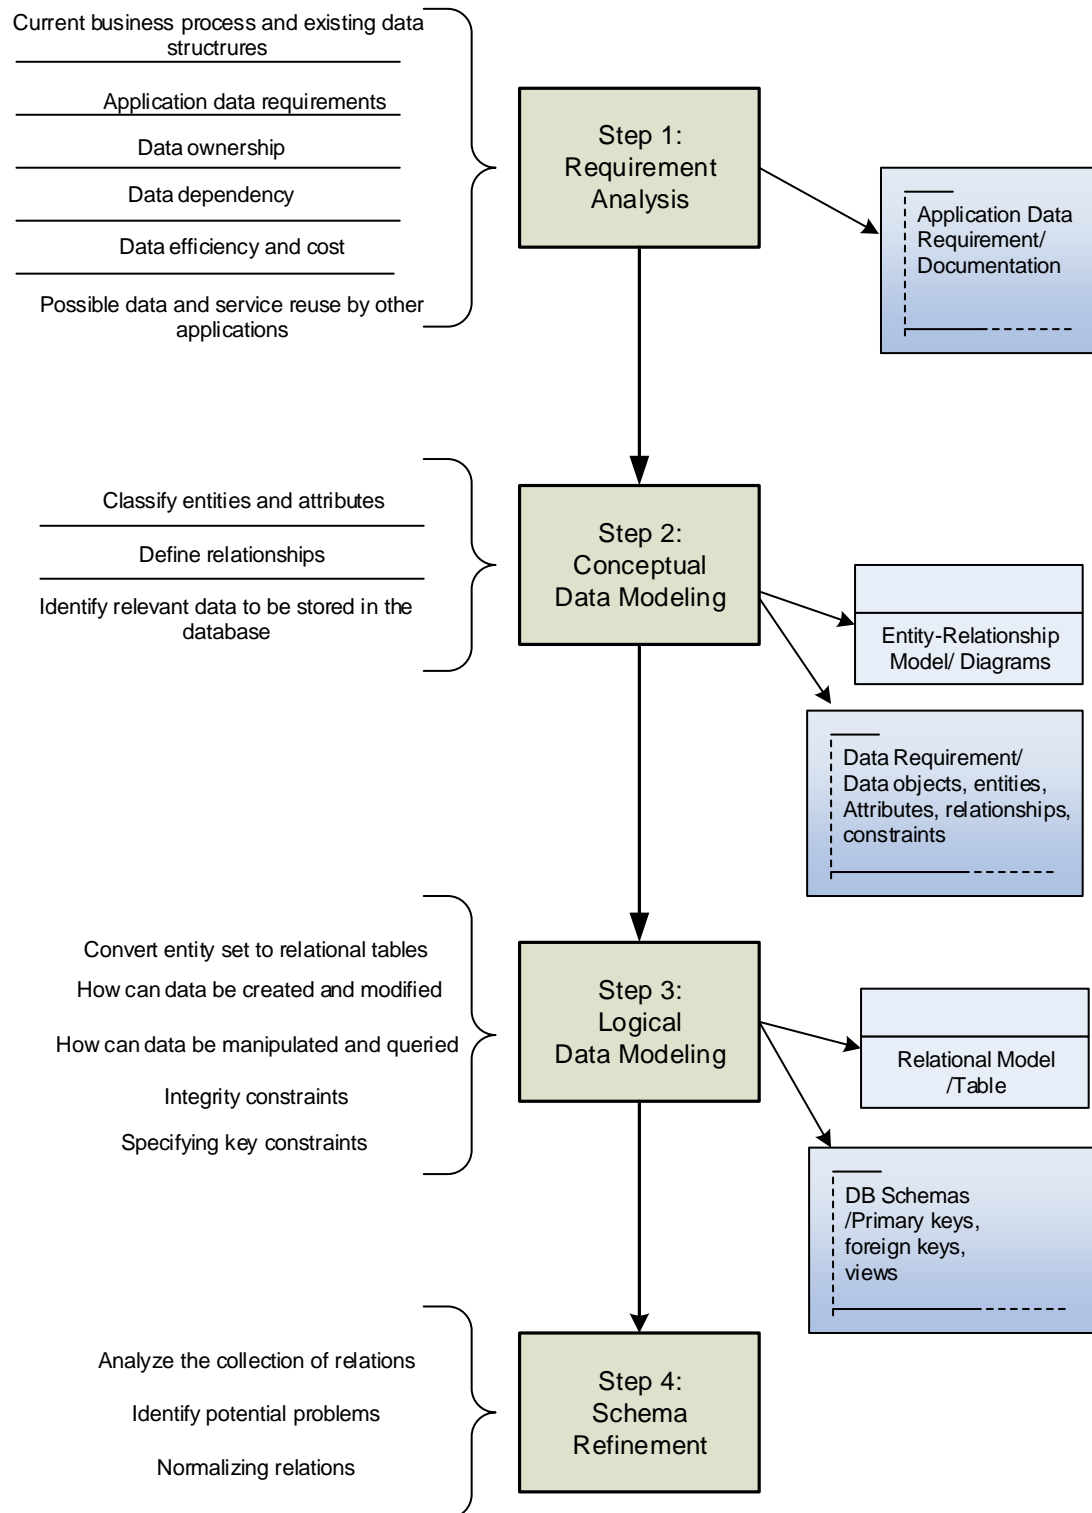 Current business process and existing data
structrures
Application data requirements
Data ownership
Data dependency
Data efficiency and cost
Possible data and service reuse by other
applications
Step 1:
Requirement
Analysis
Application Data
Requirement/
Documentation
Classify entities and attributes
Define relationships
Identify relevant data to be stored in the
database
Step 2:
Conceptual
Data Modeling
Entity-Relationship
Model/ Diagrams
Data Requirement/
Data objects, entities,
Attributes, relationships,
constraints
Convert entity set to relational tables
How can data be created and modified
How can data be manipulated and queried
Integrity constraints
Specifying key constraints
Step 3:
Logical
Data Modeling
Relational Model
/Table
DB Schemas
/Primary keys,
foreign keys,
views
Analyze the collection of relations
Identify potential problems
Normalizing relations
Step 4:
Schema
Refinement